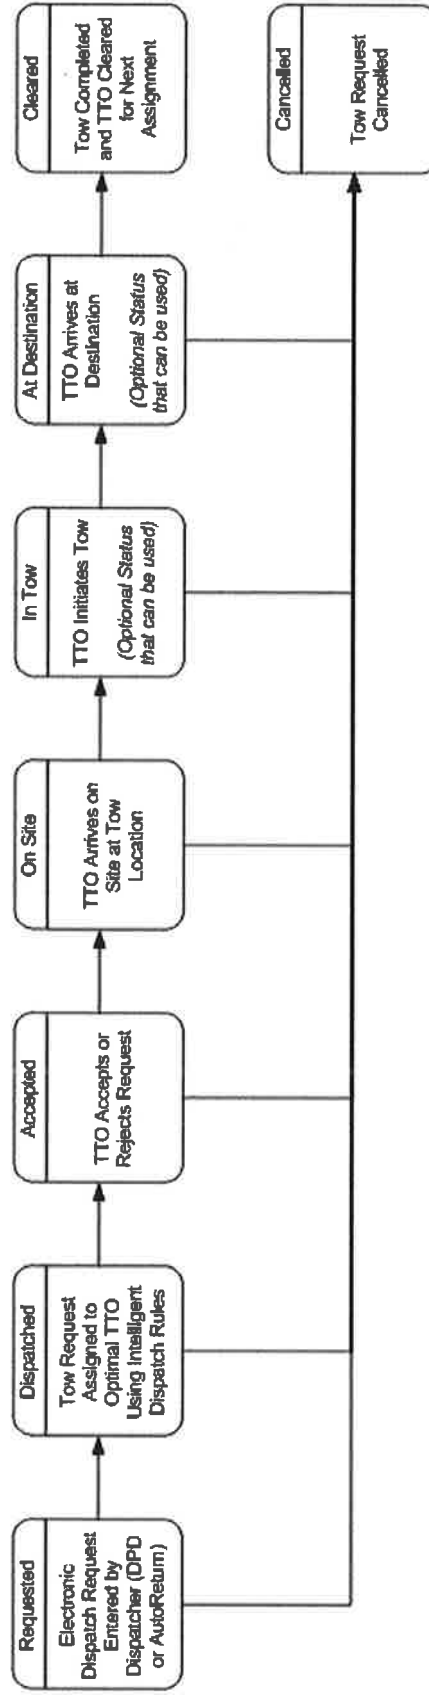 Requested
Electronic
Dispatch Request
Entered by
Dispatcher (DPD
or AutoReturn)
Dispatched
Tow Request
Assigned to
Optimal TTO
Using Intelligent
Dispatch Rules
Accepted
TTO Accepts or
Rejects Request
On Site
TTO Arrives on
Site at Tow
Location
In Tow
TTO Initiates Tow
(Optional Status
that can be used)
At Destination
TTO Arrives at
Destination
(Optional Status
that can be used)
Cleared
Tow Completed
and TTO Cleared
for Next
Assignment
Cancelled
Tow Request
Cancelled